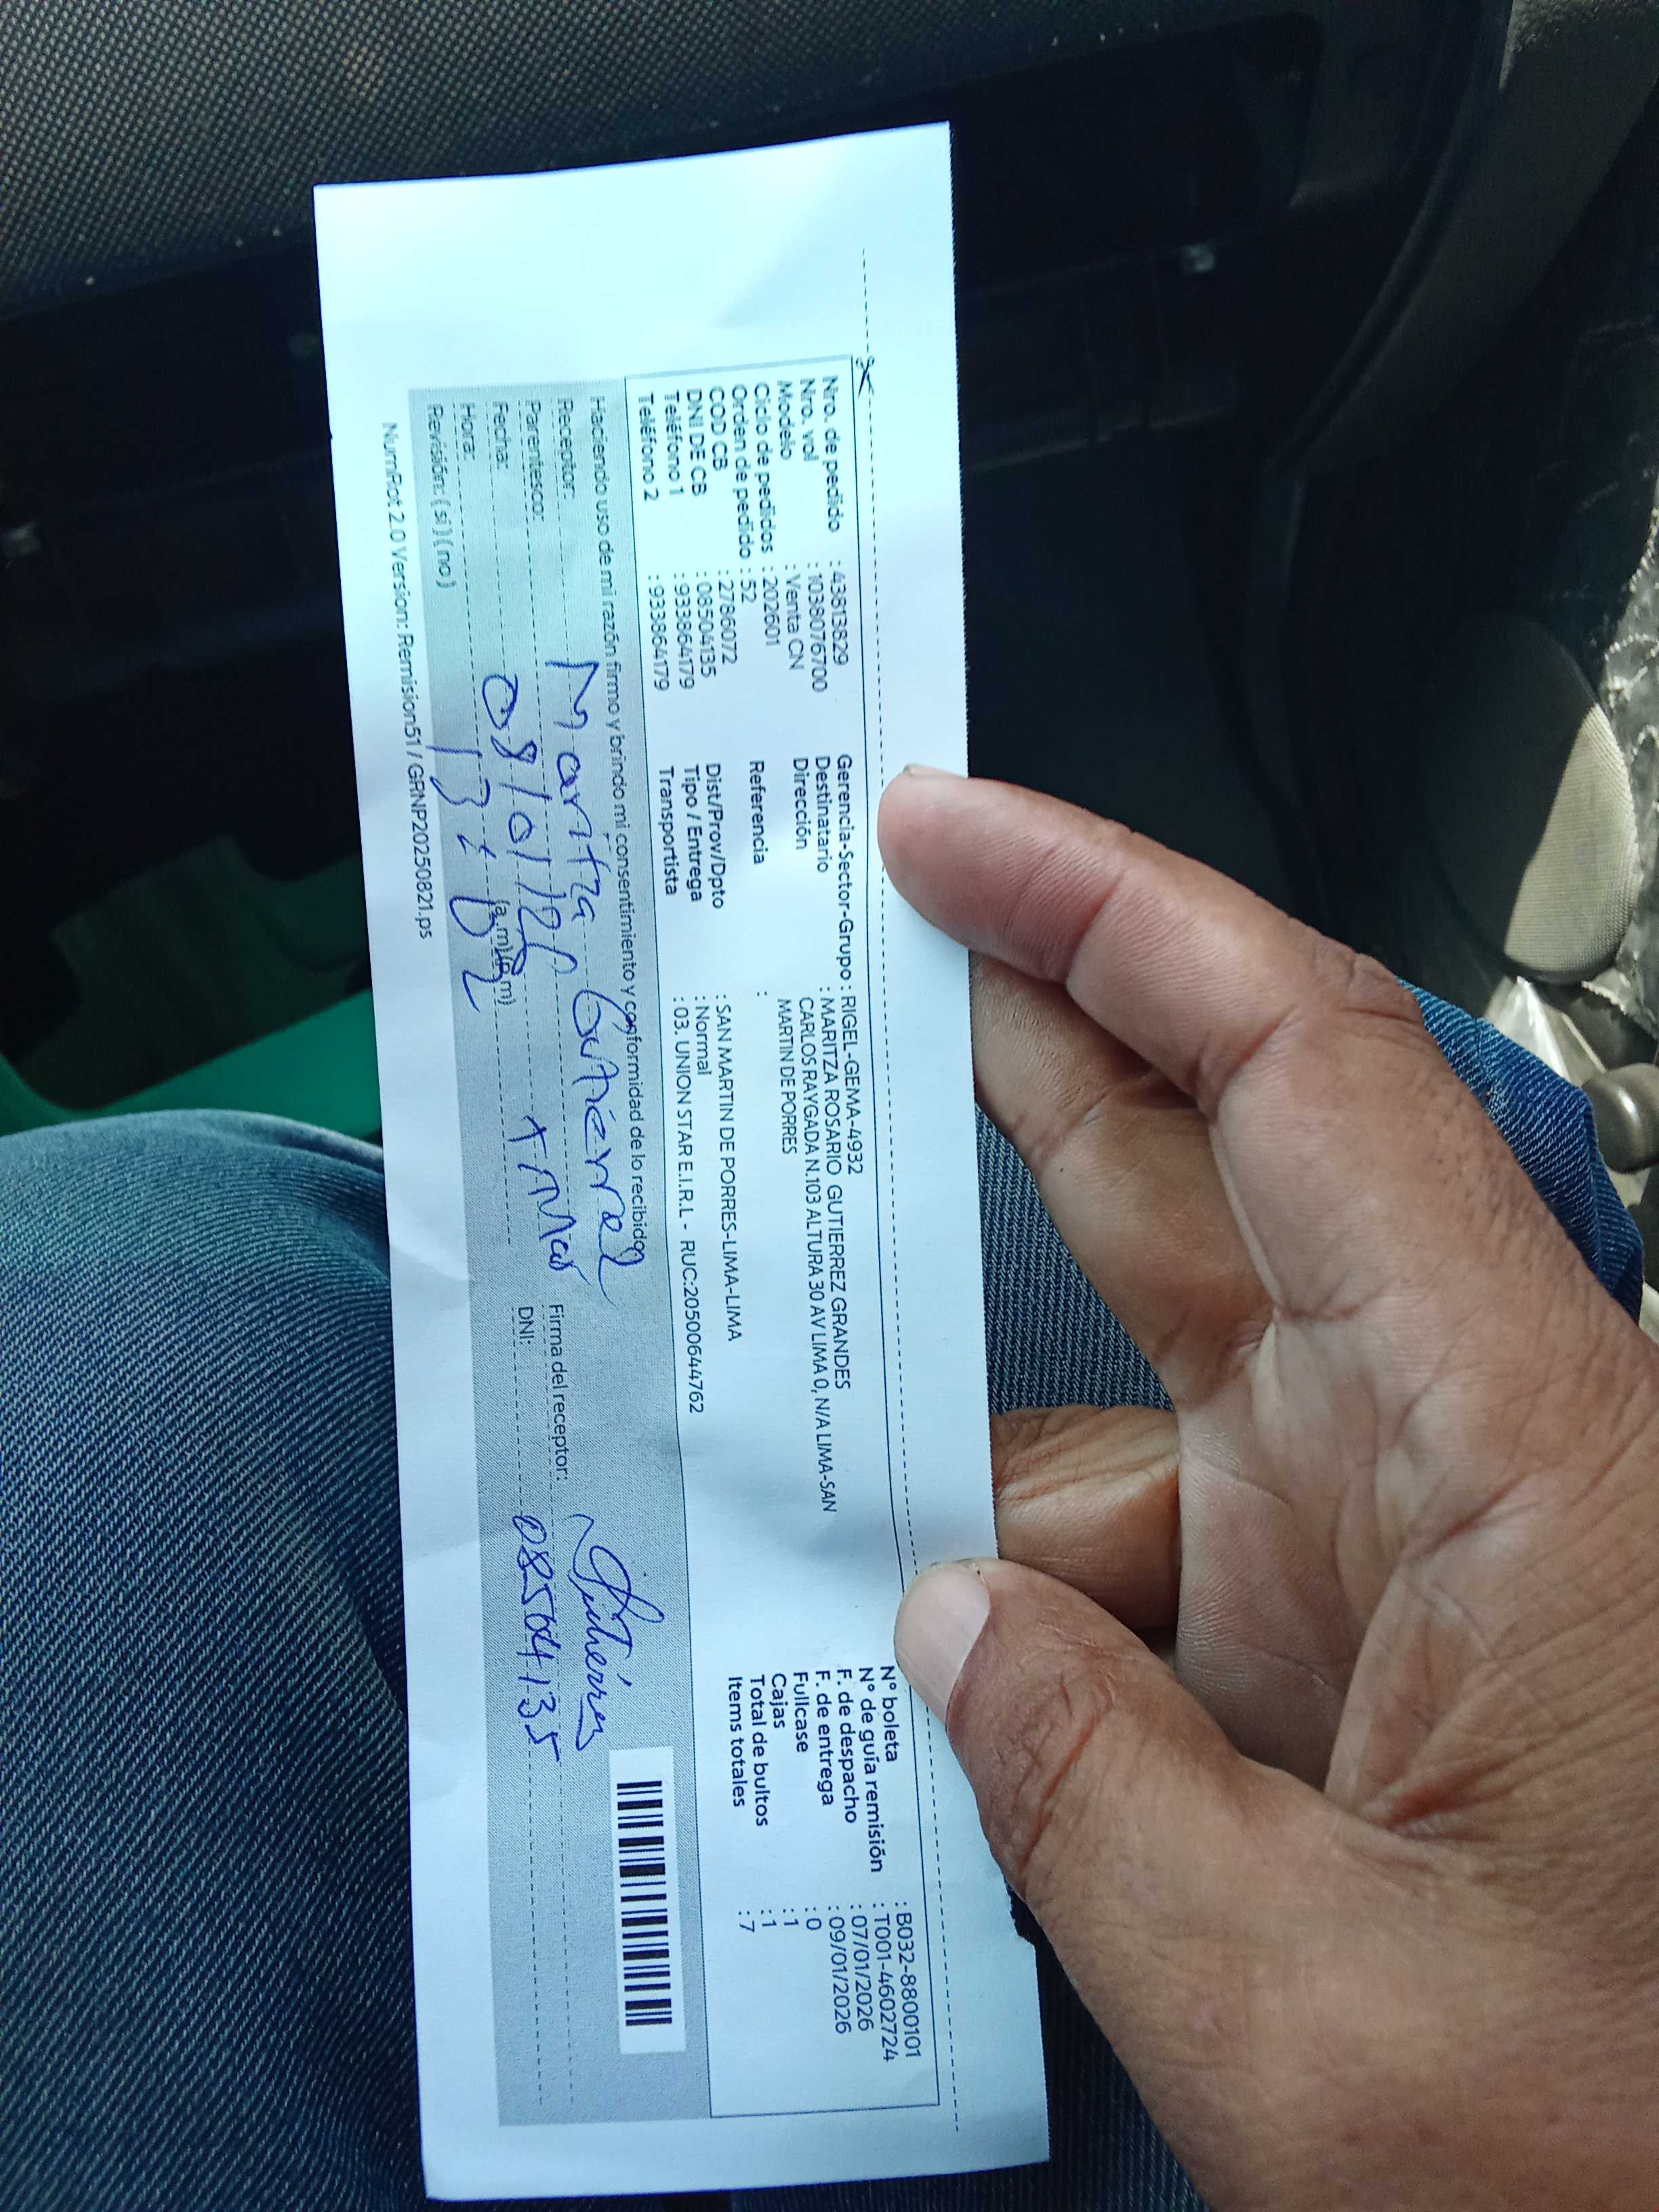 Nro. de pedido : 43813829
Nro. vol : 1038076700
Modelo : Venta CN
Ciclo de pedidos : 202601
Orden de pedido : 52
COD CB : 2786072
DNI DE CB : 08504135
Teléfono 1 : 933864179
Teléfono 2 : 933864179
Gerencia-Sector-Grupo : RIGEL-GEMA-4932
Destinatario : MARITZA ROSARIO GUTIERREZ GRANDES
Dirección CARLOS RAYGADA N.103 ALTURA 30 AV LIMA 0, N/A LIMA-SAN
MARTIN DE PORRES
Referencia :
Dist/Prov/Dpto : SAN MARTIN DE PORRES-LIMA-LIMA
Tipo / Entrega : Normal
Transportista : 03. UNION STAR E.I.R.L - RUC:20500644762
N° boleta : B032-8800101
N° de guía remisión : T001-4602724
F. de despacho : 07/01/2026
F. de entrega : 09/01/2026
Fullcase : 0
Cajas : 1
Total de bultos : 1
Items totales : 7
Haciendo uso de mi razón firmo y brindo mi consentimiento y conformidad de lo recibido
Receptor: Maritza Gutierrez
Parentesco:
Firma del receptor: Gutierrez
Fecha: 08/01/
DNI: 08504135
Hora: 13: (a.m)(p.m)
Revisión: ( si ) ( no )
NumRot 2.0 Version: Remision51 / GRNP20250821.ps